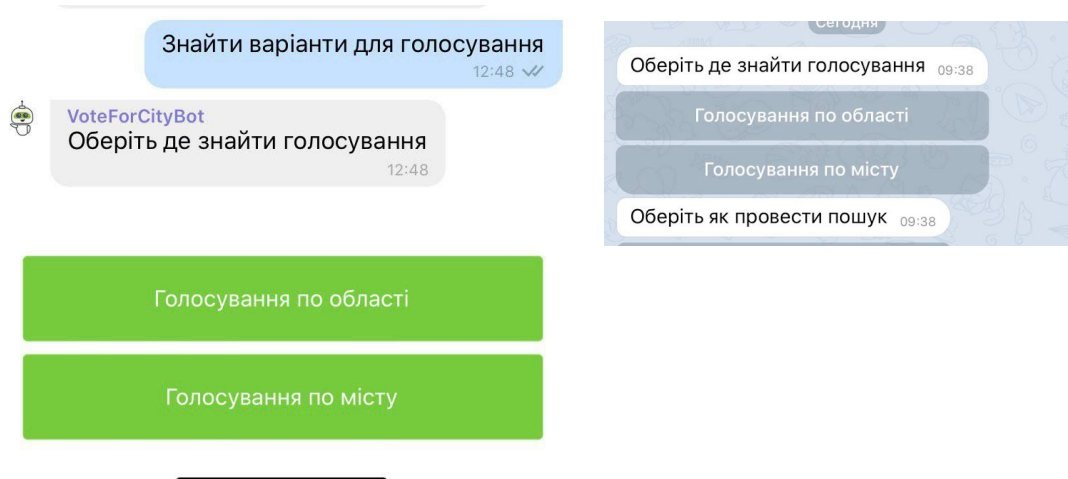 Знайти варіанти для голосування
12:48
VoteForCityBot
Оберіть де знайти голосування
12:48
Голосування по області
Голосування по місту
Сегодня
Оберіть де знайти голосування 09:38
Голосування по області
Голосування по місту
Оберіть як провести пошук 09:38